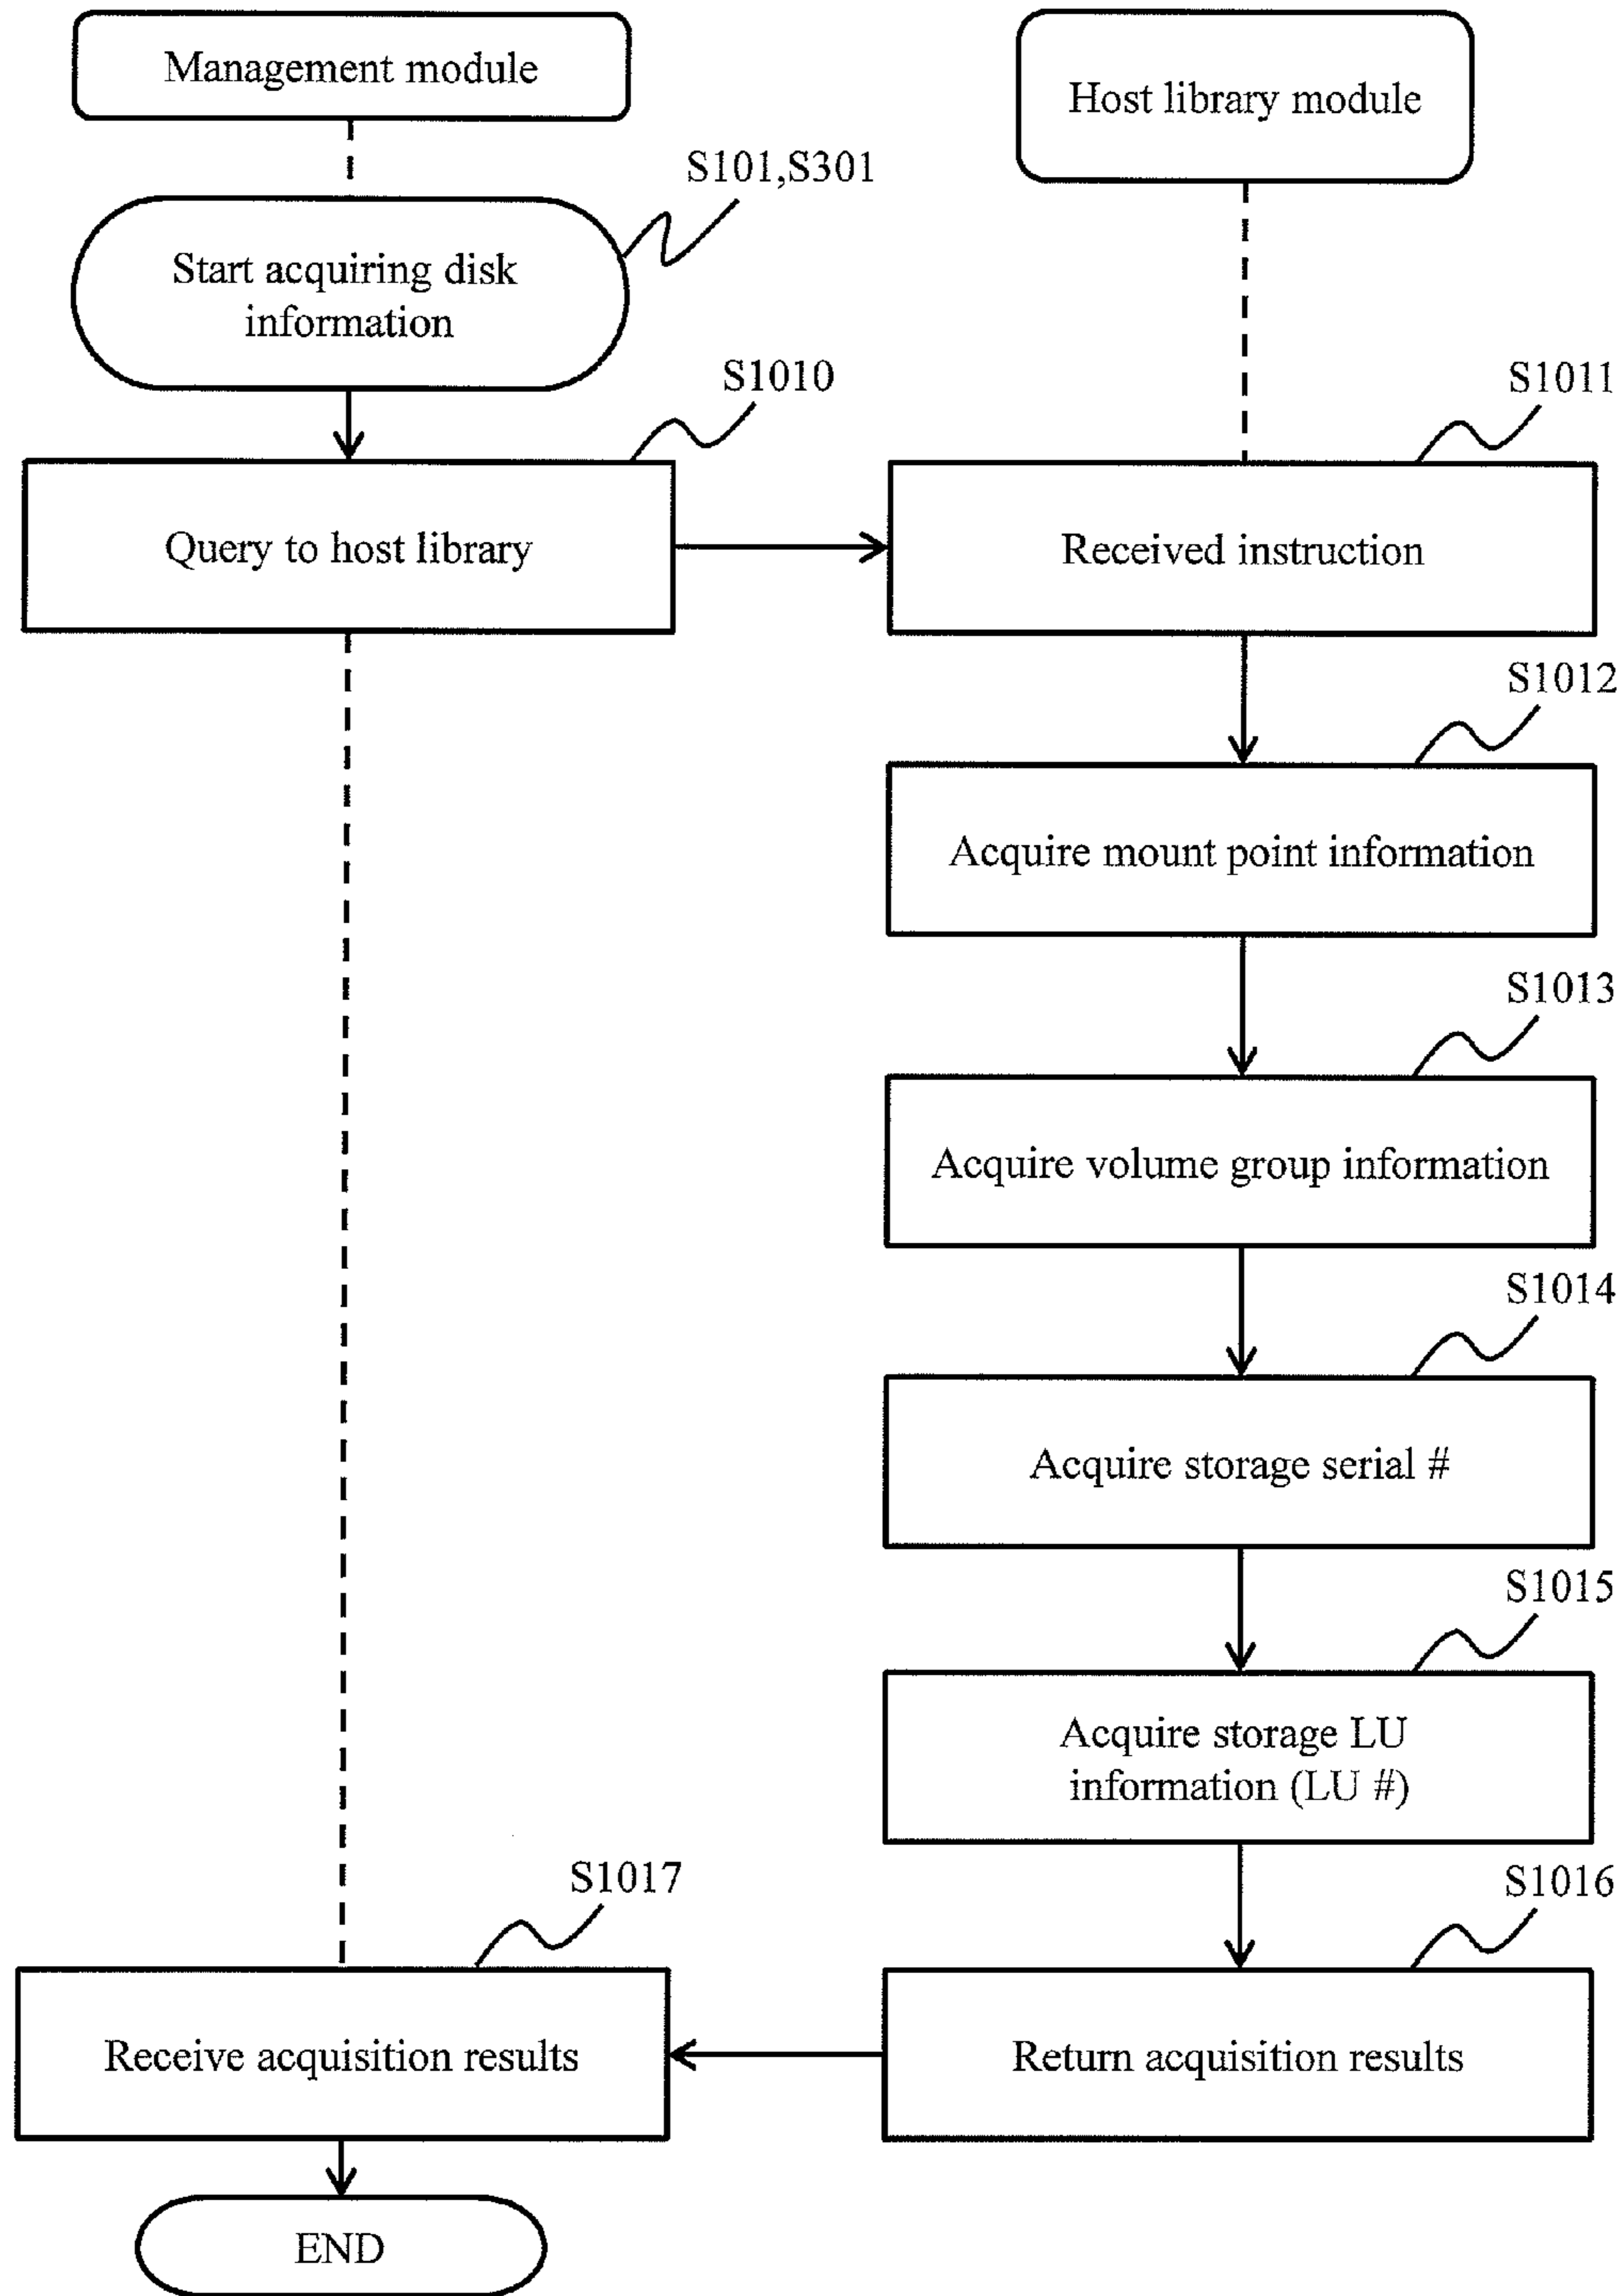 Management module
Host library module
S101,S301
Start acquiring disk
information
S1010
S1011
Query to host library
Received instruction
S1012
Acquire mount point information
S1013
Acquire volume group information
S1014
Acquire storage serial #
S1015
Acquire storage LU
information (LU #)
S1017
S1016
Receive acquisition results
Return acquisition results
END